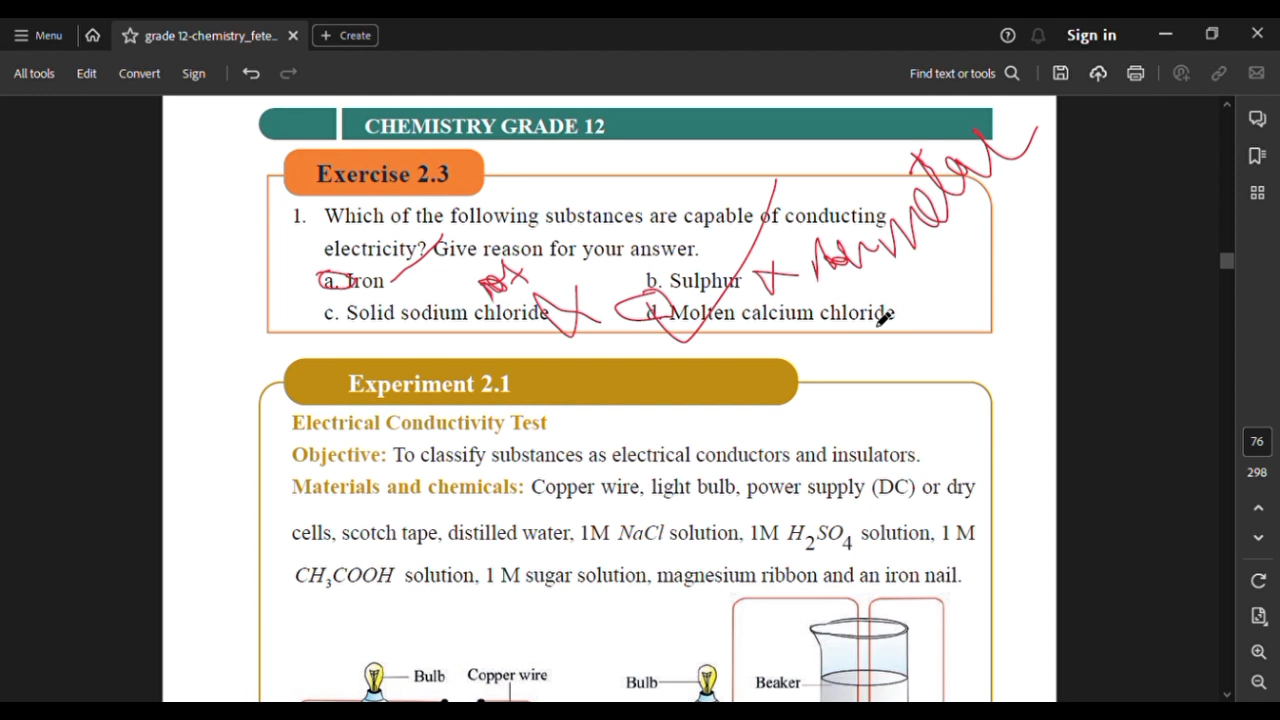 Menu
grade 12-chemistry_fete...
+ Create
Sign in
All tools
Edit
Convert
Sign
Find text or tools
CHEMISTRY GRADE 12
Exercise 2.3
1. Which of the following substances are capable of conducting
electricity? Give reason for your answer.
a. Iron
b. Sulphur
c. Solid sodium chloride
d. Molten calcium chloride
Experiment 2.1
Electrical Conductivity Test
Objective: To classify substances as electrical conductors and insulators.
Materials and chemicals: Copper wire, light bulb, power supply (DC) or dry
cells, scotch tape, distilled water, 1M NaCl solution, 1M H₂SO₄ solution, 1 M
CH₃COOH solution, 1 M sugar solution, magnesium ribbon and an iron nail.
Bulb
Copper wire
Bulb
Beaker
76
298